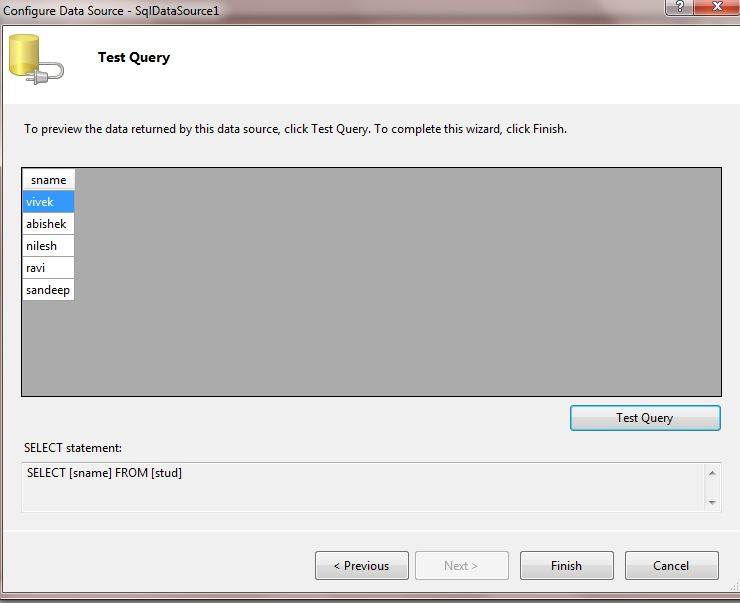 Configure Data Source - SqlDataSource1
?
Test Query
To preview the data returned by this data source, click Test Query. To complete this wizard, click Finish.
sname
vivek
abishek
nilesh
ravi
sandeep
Test Query
SELECT statement:
SELECT [sname] FROM [stud]
< Previous Next > Finish Cancel